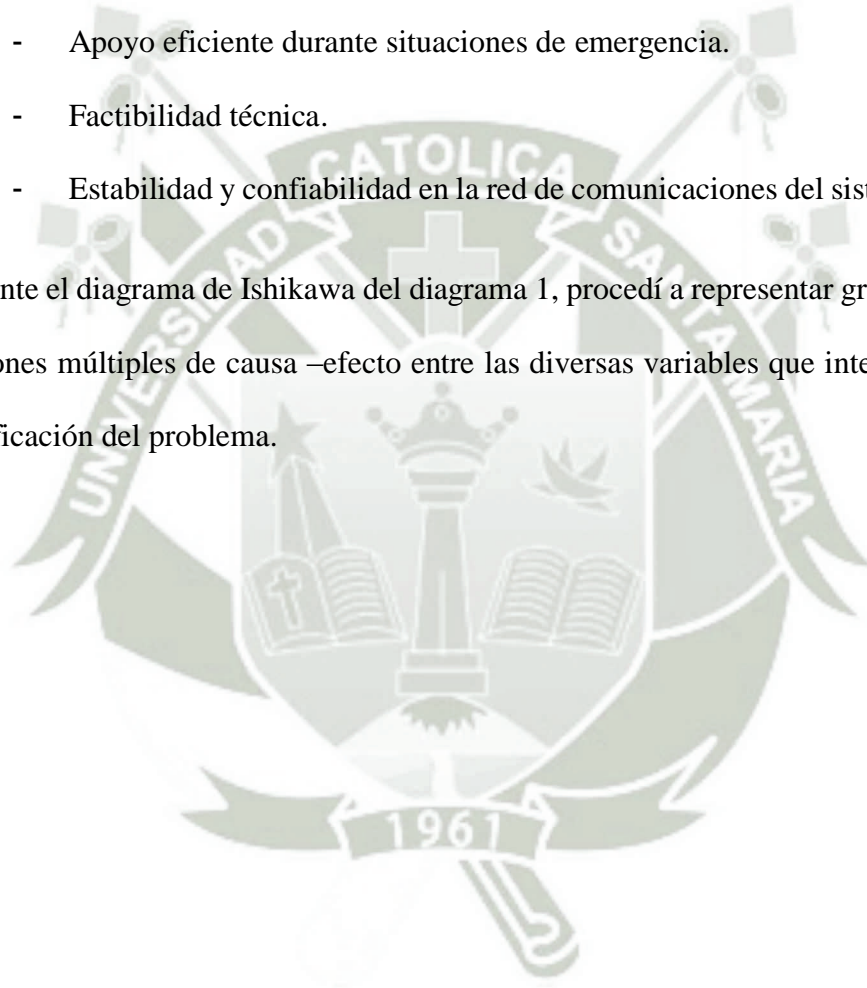 - Apoyo eficiente durante situaciones de emergencia.
- Factibilidad técnica.
- Estabilidad y confiabilidad en la red de comunicaciones del sist
nte el diagrama de Ishikawa del diagrama 1, procedí a representar gr
ones múltiples de causa –efecto entre las diversas variables que inte
ficación del problema.
UNIVERSIDAD CATOLICA SANTA MARIA
1961